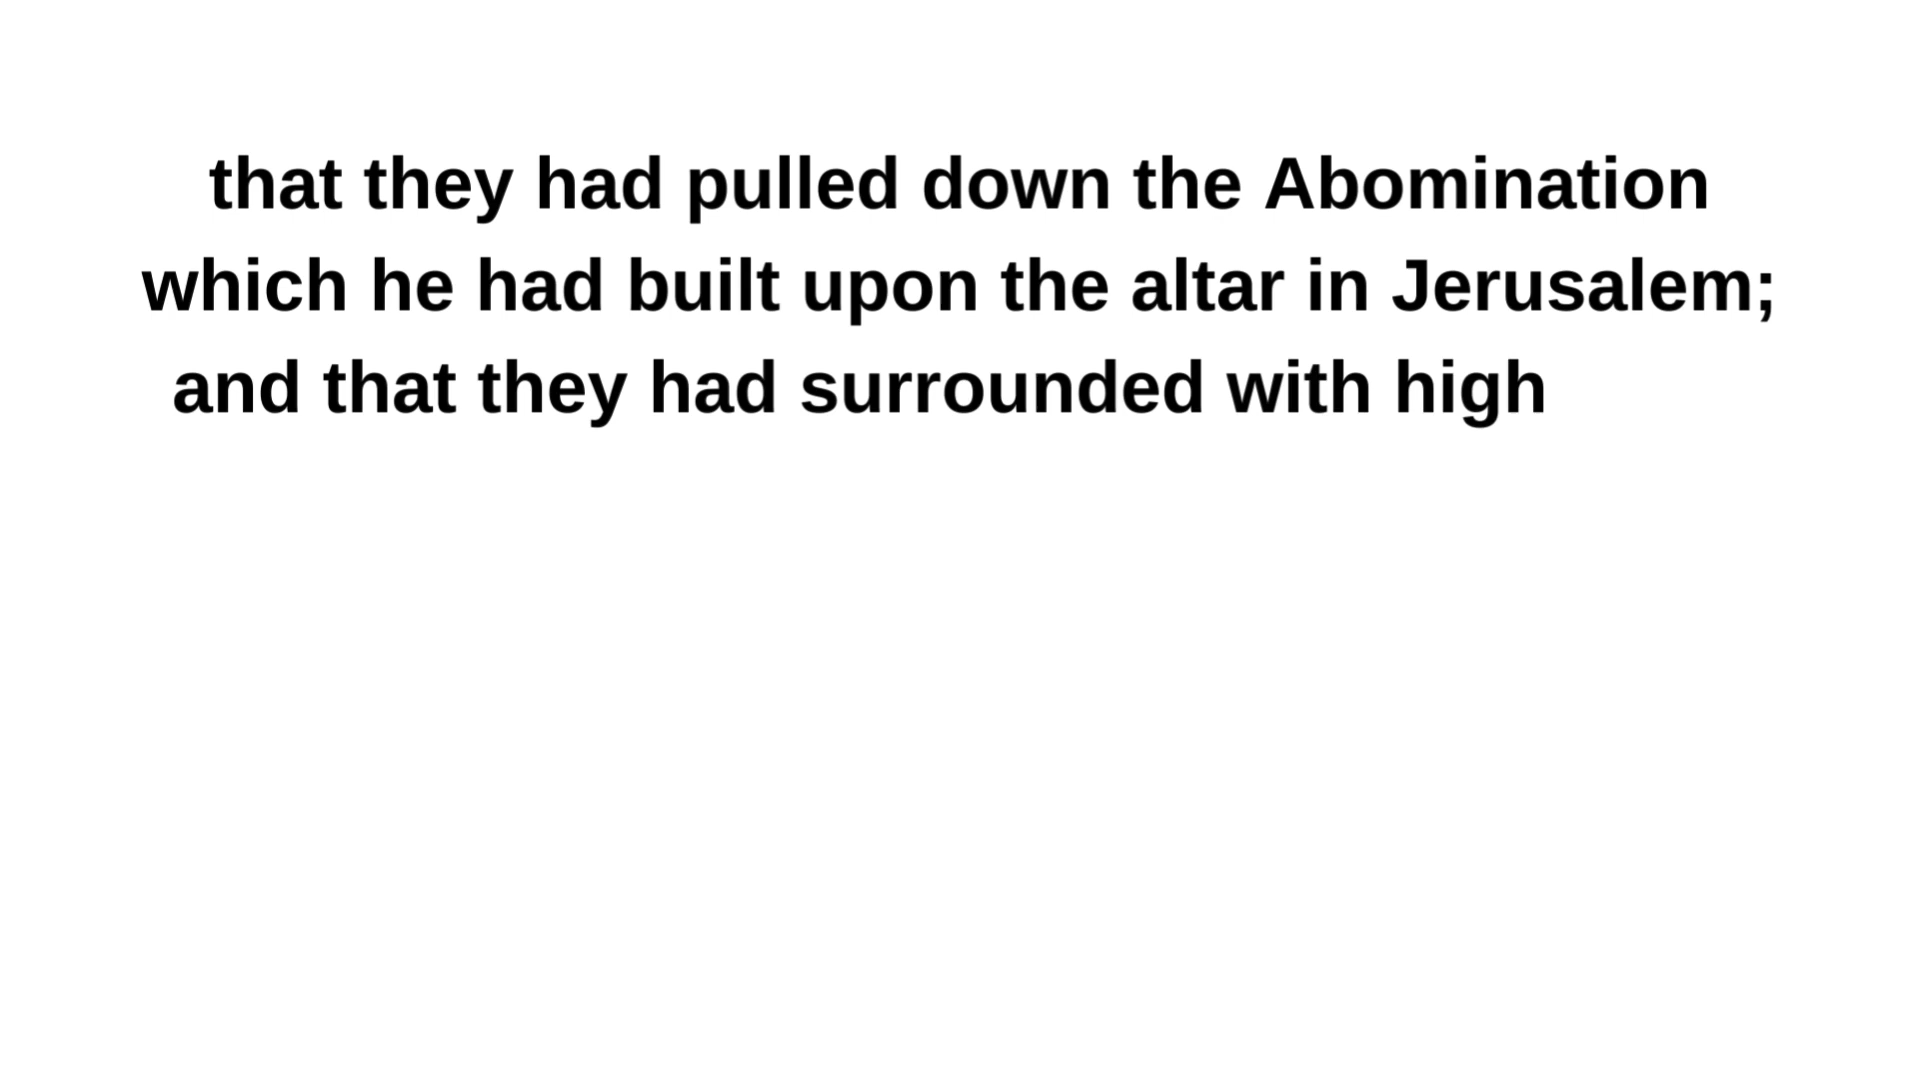 that they had pulled down the Abomination
which he had built upon the altar in Jerusalem;
and that they had surrounded with high